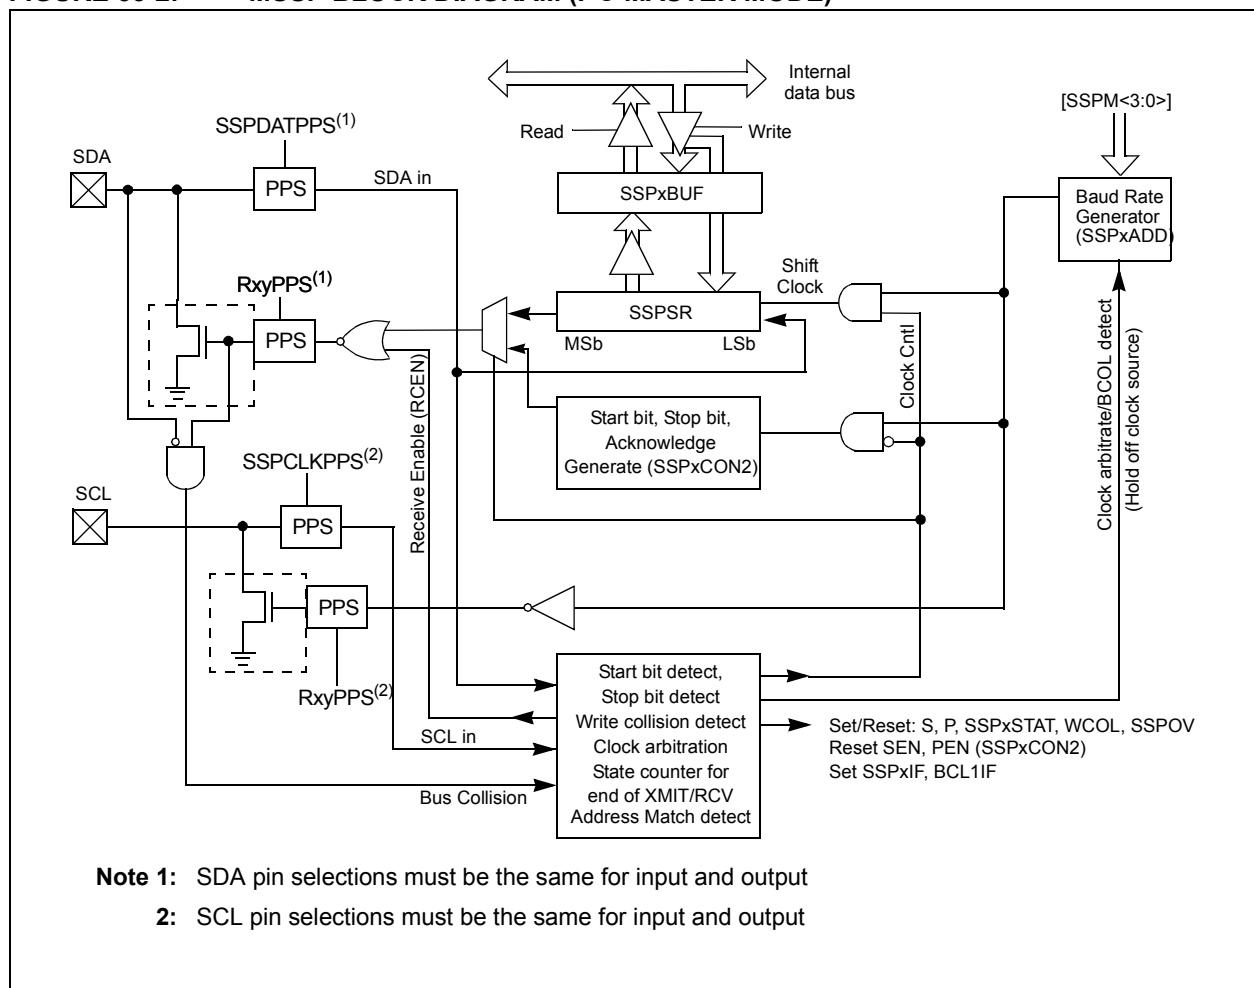 Internal
data bus
[SSPM<3:0>]
SSPDATPPS(1)
Read
Write
SDA
PPS
SDA in
SSPxBUF
Baud Rate
Generator
(SSPxADD)
RxyPPS(1)
Shift
Clock
PPS
SSPSR
MSb
LSb
Clock Cntl
Receive Enable (RCEN)
Clock arbitrate/BCOL detect
(Hold off clock source)
Start bit, Stop bit,
Acknowledge
Generate (SSPxCON2)
SSPCLKPPS(2)
SCL
PPS
PPS
RxyPPS(2)
SCL in
Bus Collision
Start bit detect,
Stop bit detect
Write collision detect
Clock arbitration
State counter for
end of XMIT/RCV
Address Match detect
Set/Reset: S, P, SSPxSTAT, WCOL, SSPOV
Reset SEN, PEN (SSPxCON2)
Set SSPxIF, BCL1IF
Note 1: SDA pin selections must be the same for input and output
2: SCL pin selections must be the same for input and output